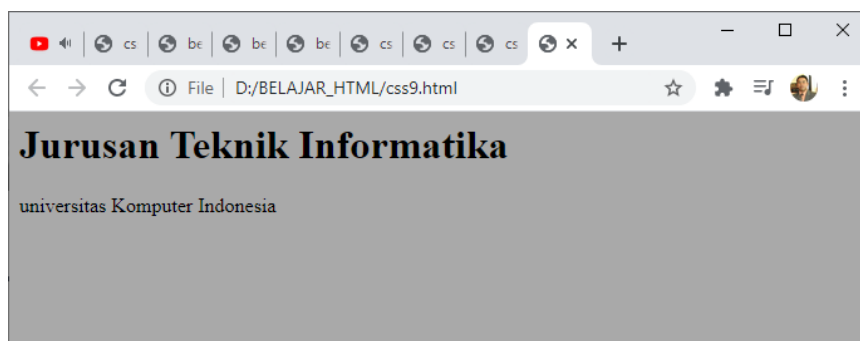 cs be be be cs cs cs
File D:/BELAJAR_HTML/css9.html
Jurusan Teknik Informatika
universitas Komputer Indonesia